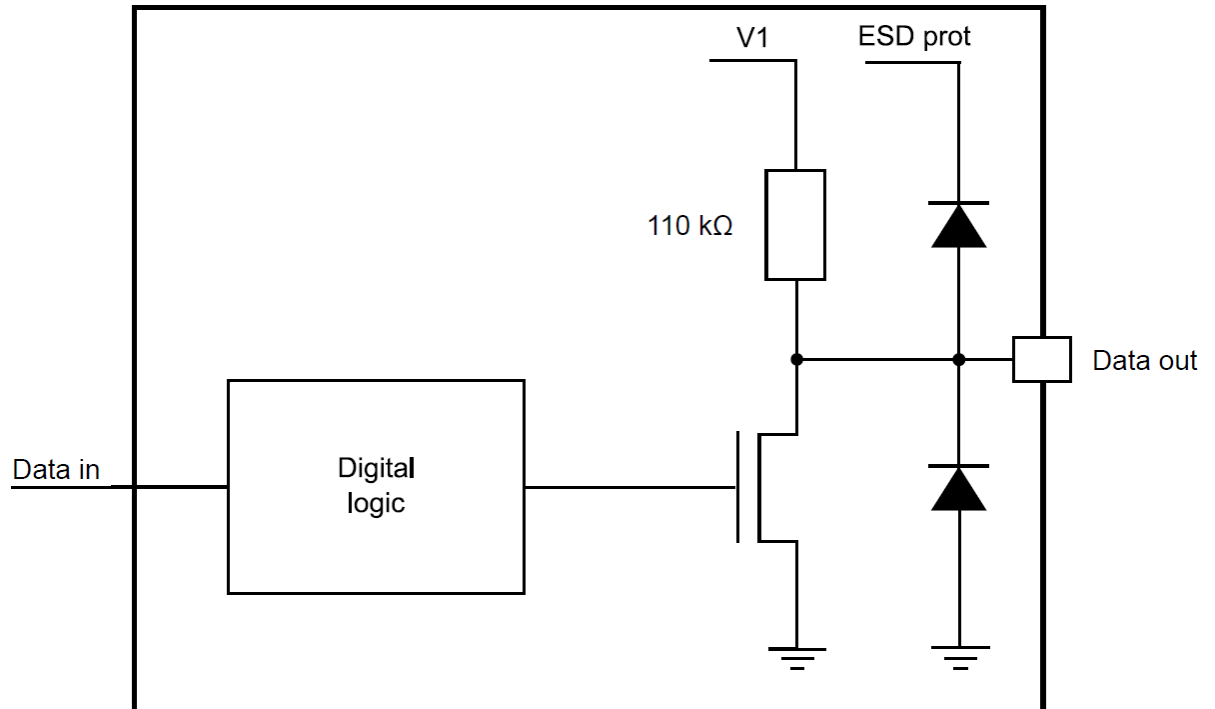 V1
ESD prot
110 kΩ
Data out
Data in
Digital
logic